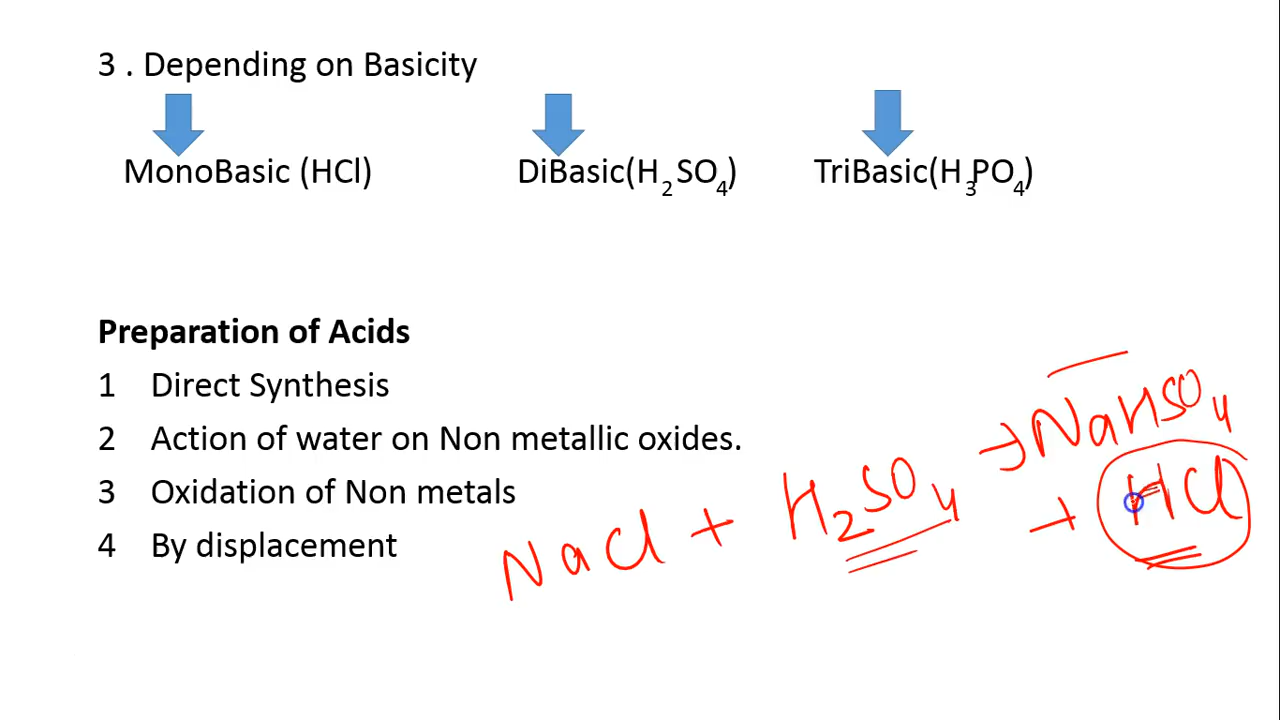 3 . Depending on Basicity
MonoBasic (HCl) DiBasic(H2SO4) TriBasic(H3PO4)
Preparation of Acids
1 Direct Synthesis
2 Action of water on Non metallic oxides.
3 Oxidation of Non metals
4 By displacement
NaCl + H2SO4 → NaHSO4
+ HCl